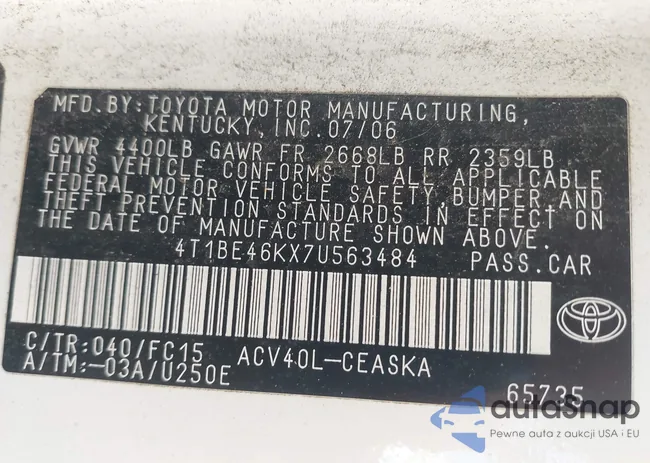 MFD.BY:TOYOTA MOTOR MANUFACTURING,
KENTUCKY,INC.07/06
GVWR 4400LB GAWR FR 2668LB RR 2359LB
THIS VEHICLE CONFORMS TO ALL APPLICABLE
FEDERAL MOTOR VEHICLE SAFETY,BUMPER,AND
THEFT PREVENTION STANDARDS IN EFFECT ON
THE DATE OF MANUFACTURE SHOWN ABOVE.
4T1BE46KX7U563484 PASS.CAR
C/TR:040/FC15 ACV40L-CEASKA
A/TM:-03A/U250E 65735
autoSnap
Pewne auta z aukcji USA i EU